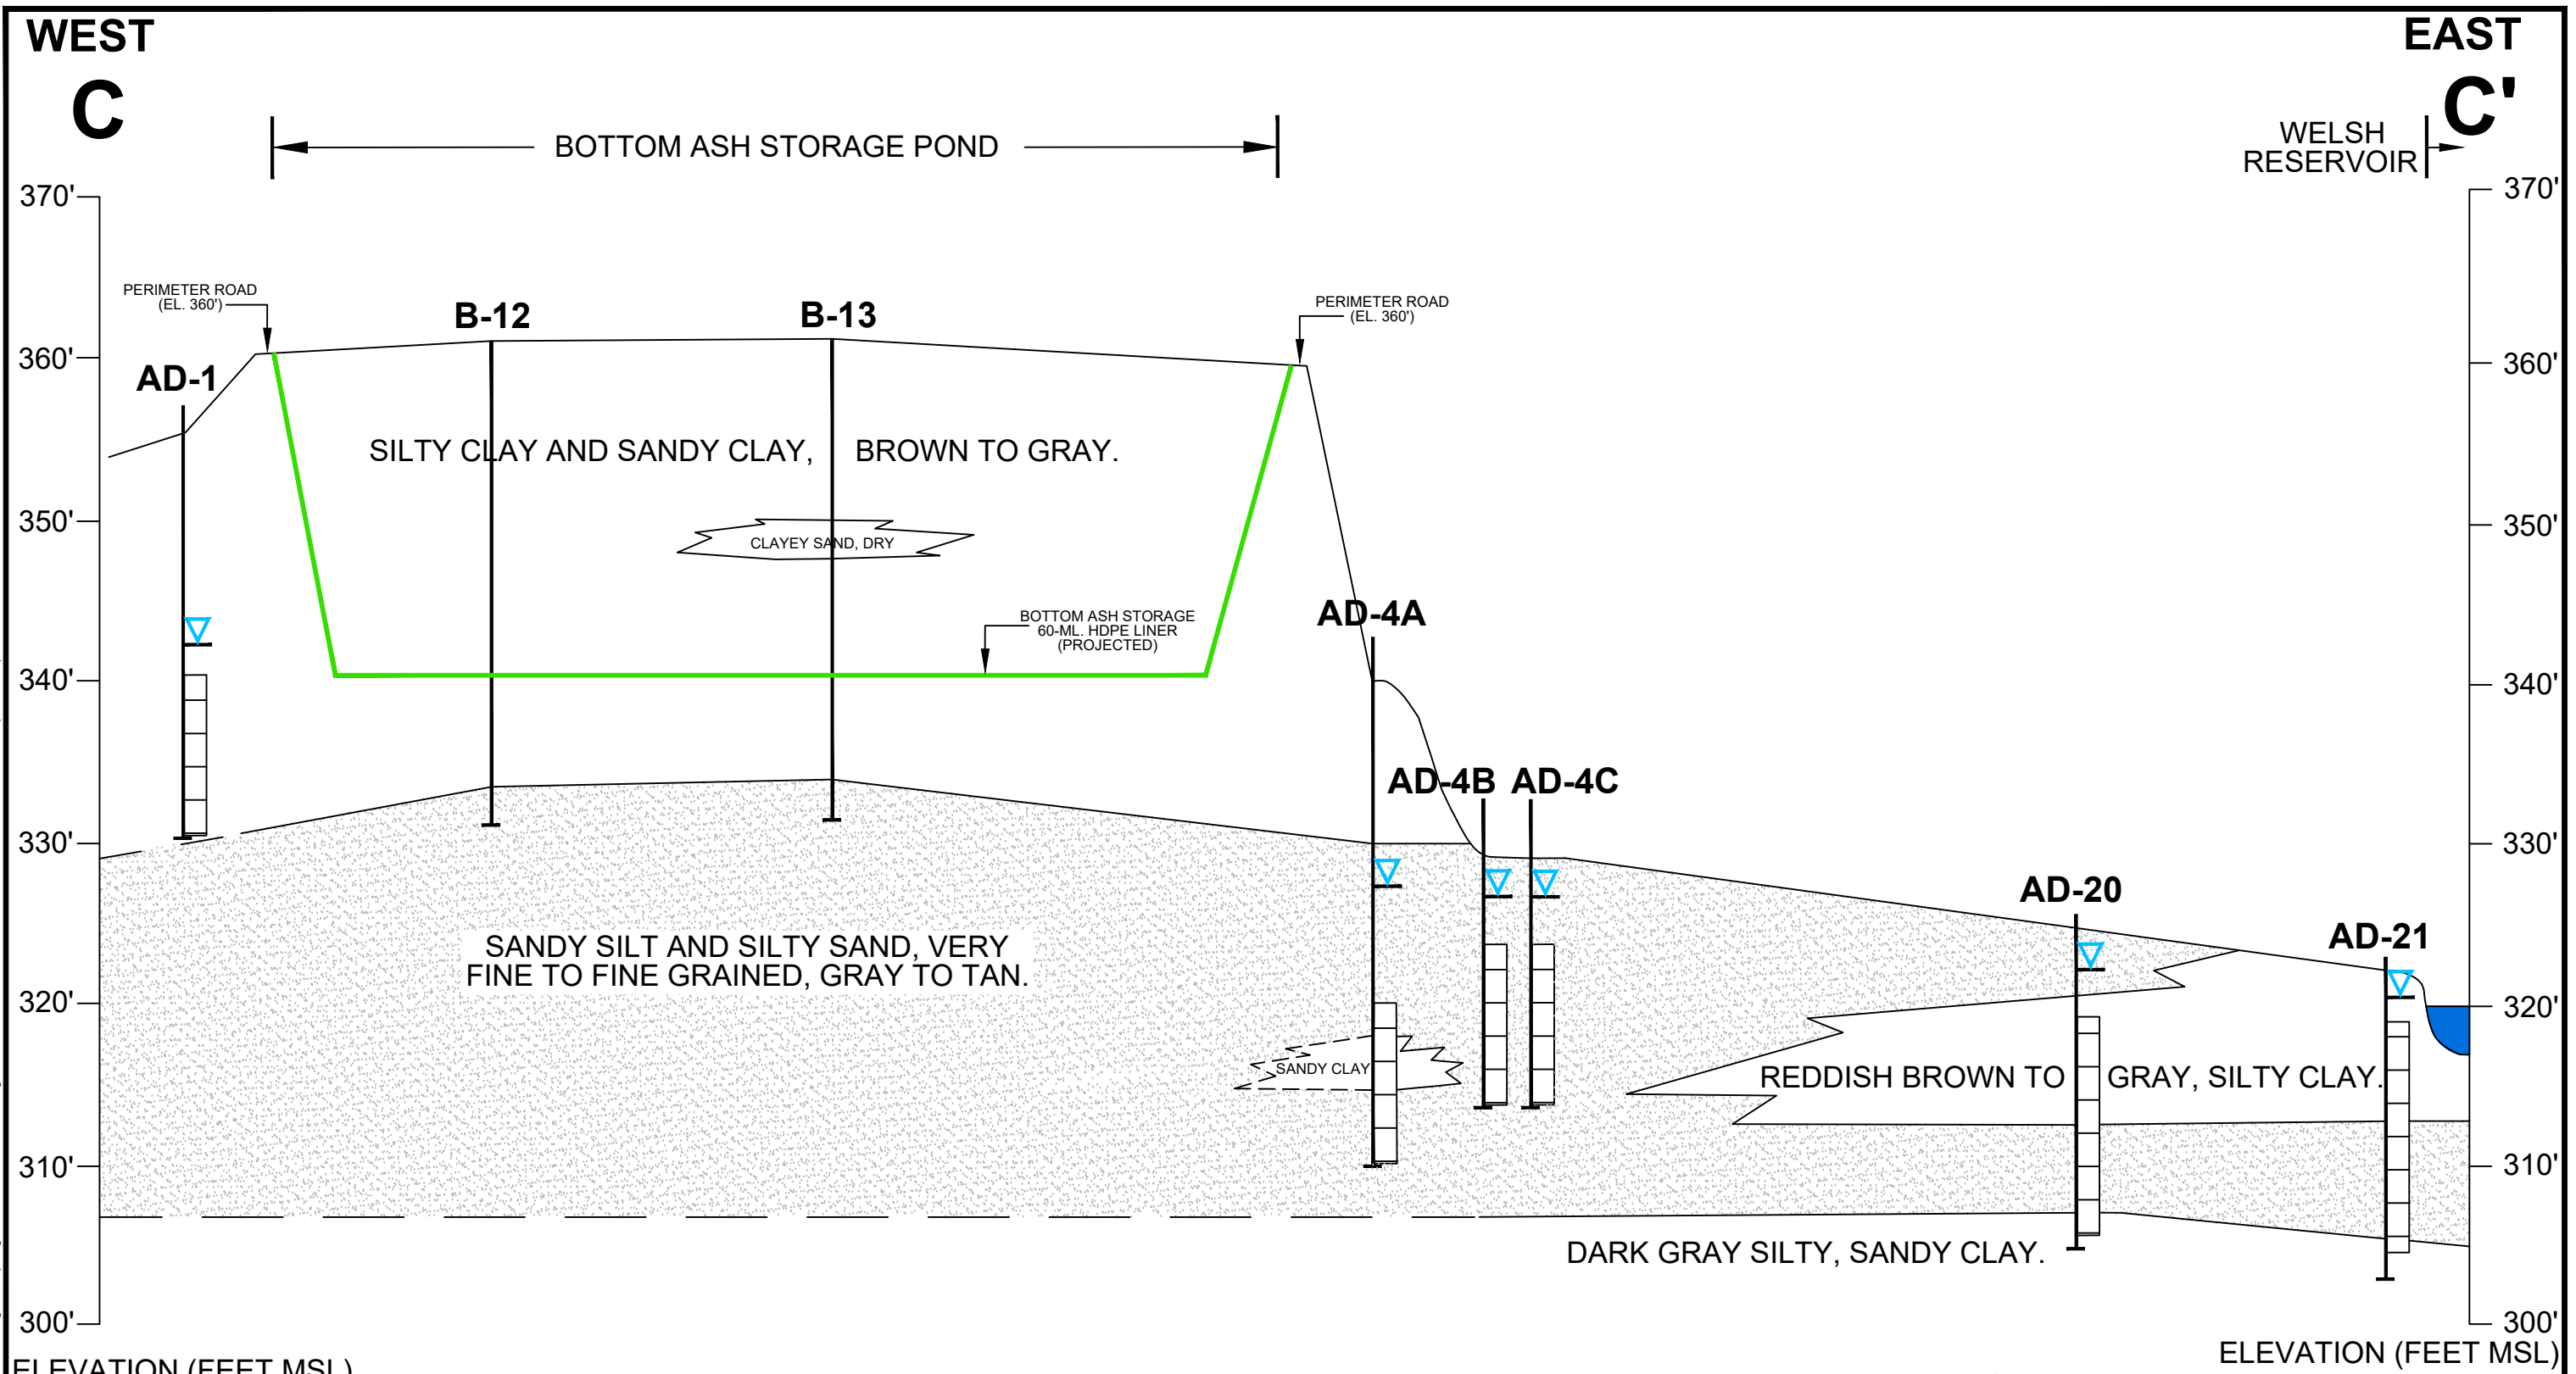 WEST
EAST
C
C'
BOTTOM ASH STORAGE POND
WELSH
RESERVOIR
370'
370'
PERIMETER ROAD
(EL. 360')
B-12
B-13
PERIMETER ROAD
(EL. 360')
360'
360'
AD-1
SILTY CLAY AND SANDY CLAY, BROWN TO GRAY.
350'
350'
CLAYEY SAND, DRY
BOTTOM ASH STORAGE
60-ML. HDPE LINER
(PROJECTED)
AD-4A
340'
340'
AD-4B
AD-4C
330'
330'
AD-20
AD-21
SANDY SILT AND SILTY SAND, VERY
FINE TO FINE GRAINED, GRAY TO TAN.
320'
320'
SANDY CLAY
REDDISH BROWN TO GRAY, SILTY CLAY.
310'
310'
DARK GRAY SILTY, SANDY CLAY.
300'
300'
ELEVATION (FEET MSL)
ELEVATION (FEET MSL)